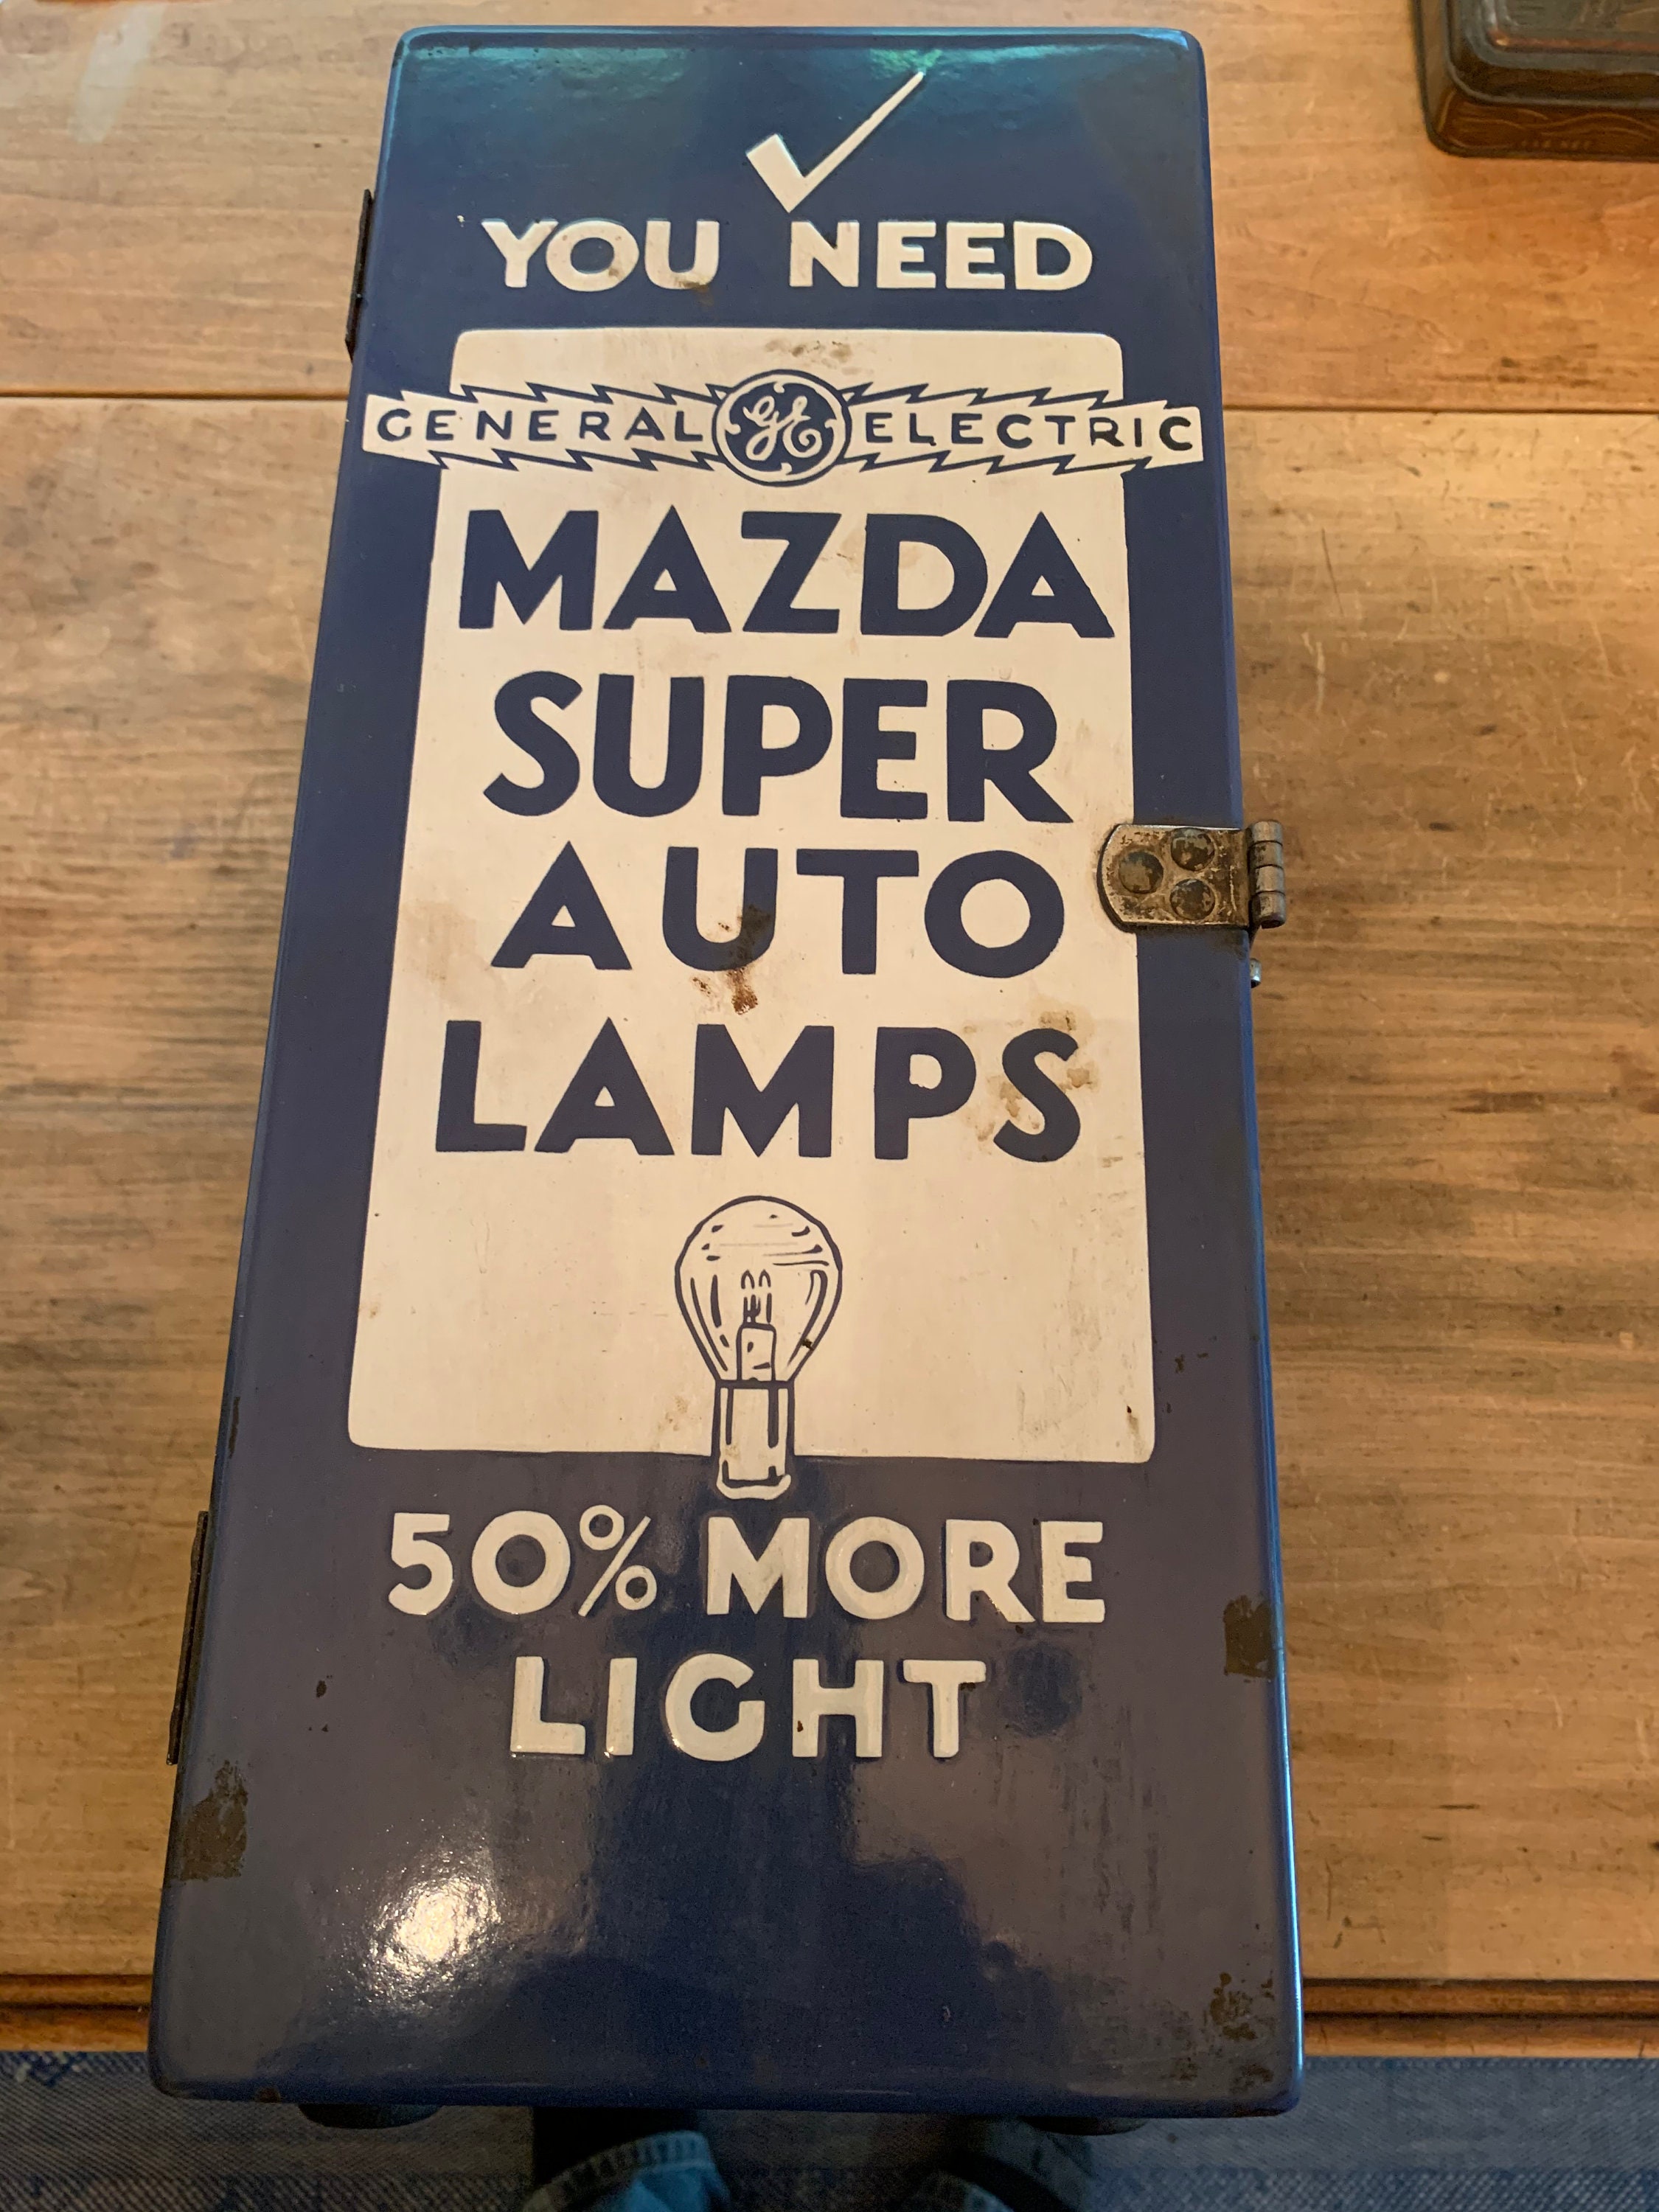 YOU NEED
GENERAL GE ELECTRIC
MAZDA
SUPER
AUTO
LAMPS
50% MORE
LIGHT